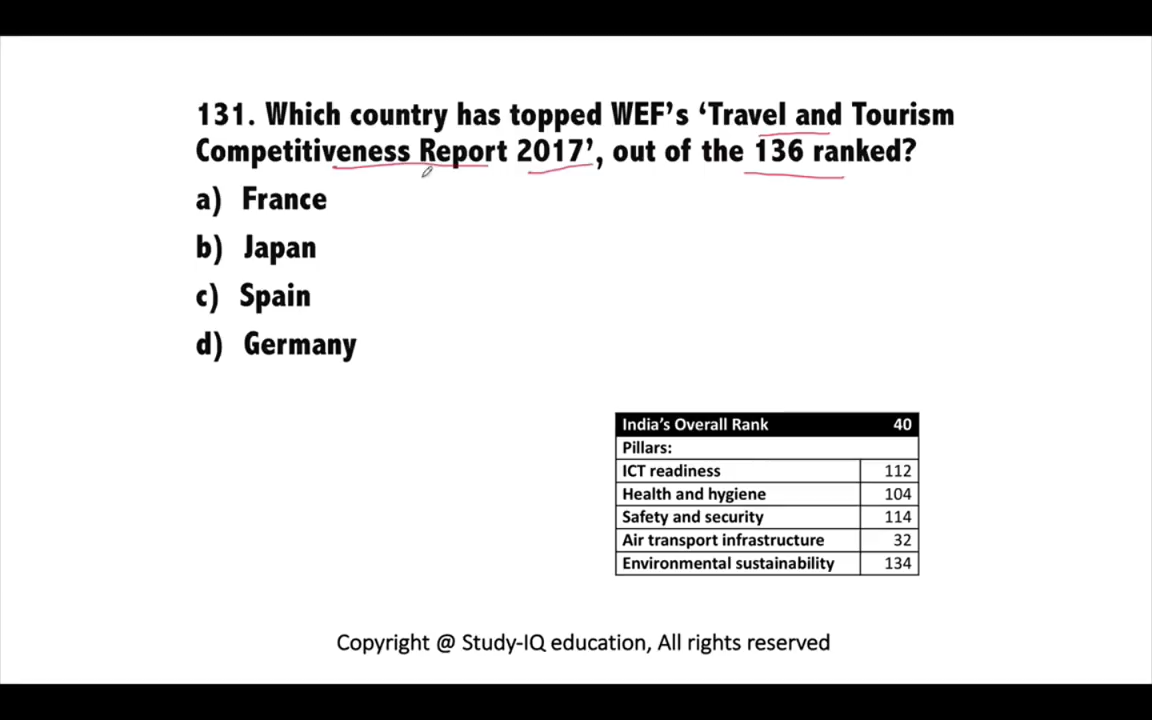 131. Which country has topped WEF's ‘Travel and Tourism
Competitiveness Report 2017’, out of the 136 ranked?
a) France
b) Japan
c) Spain
d) Germany
India's Overall Rank 40
Pillars:
ICT readiness 112
Health and hygiene 104
Safety and security 114
Air transport infrastructure 32
Environmental sustainability 134
Copyright @ Study-IQ education, All rights reserved